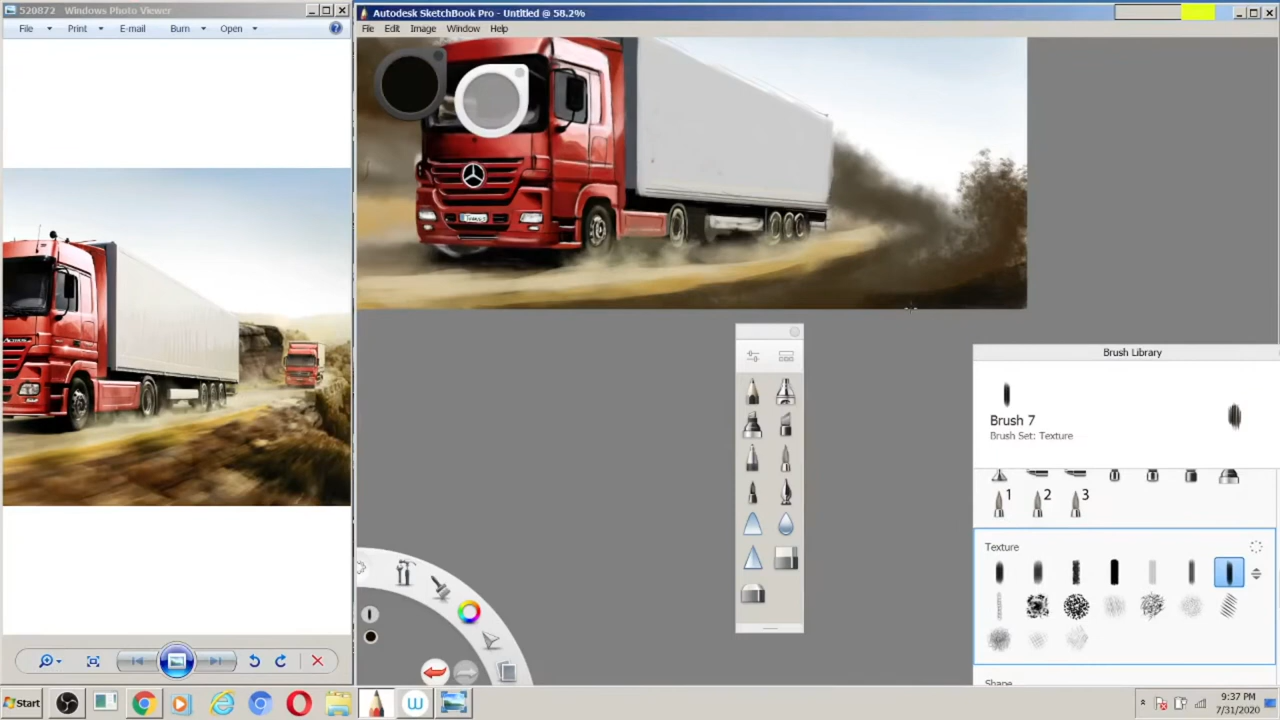 520872 - Windows Photo Viewer
File Print E-mail Burn Open
Autodesk SketchBook Pro - Untitled @ 58.2%
File Edit Image Window Help
Brush Library
Brush 7
Brush Set: Texture
1 2 3
Texture
Shape
Start
9:37 PM
7/31/2020